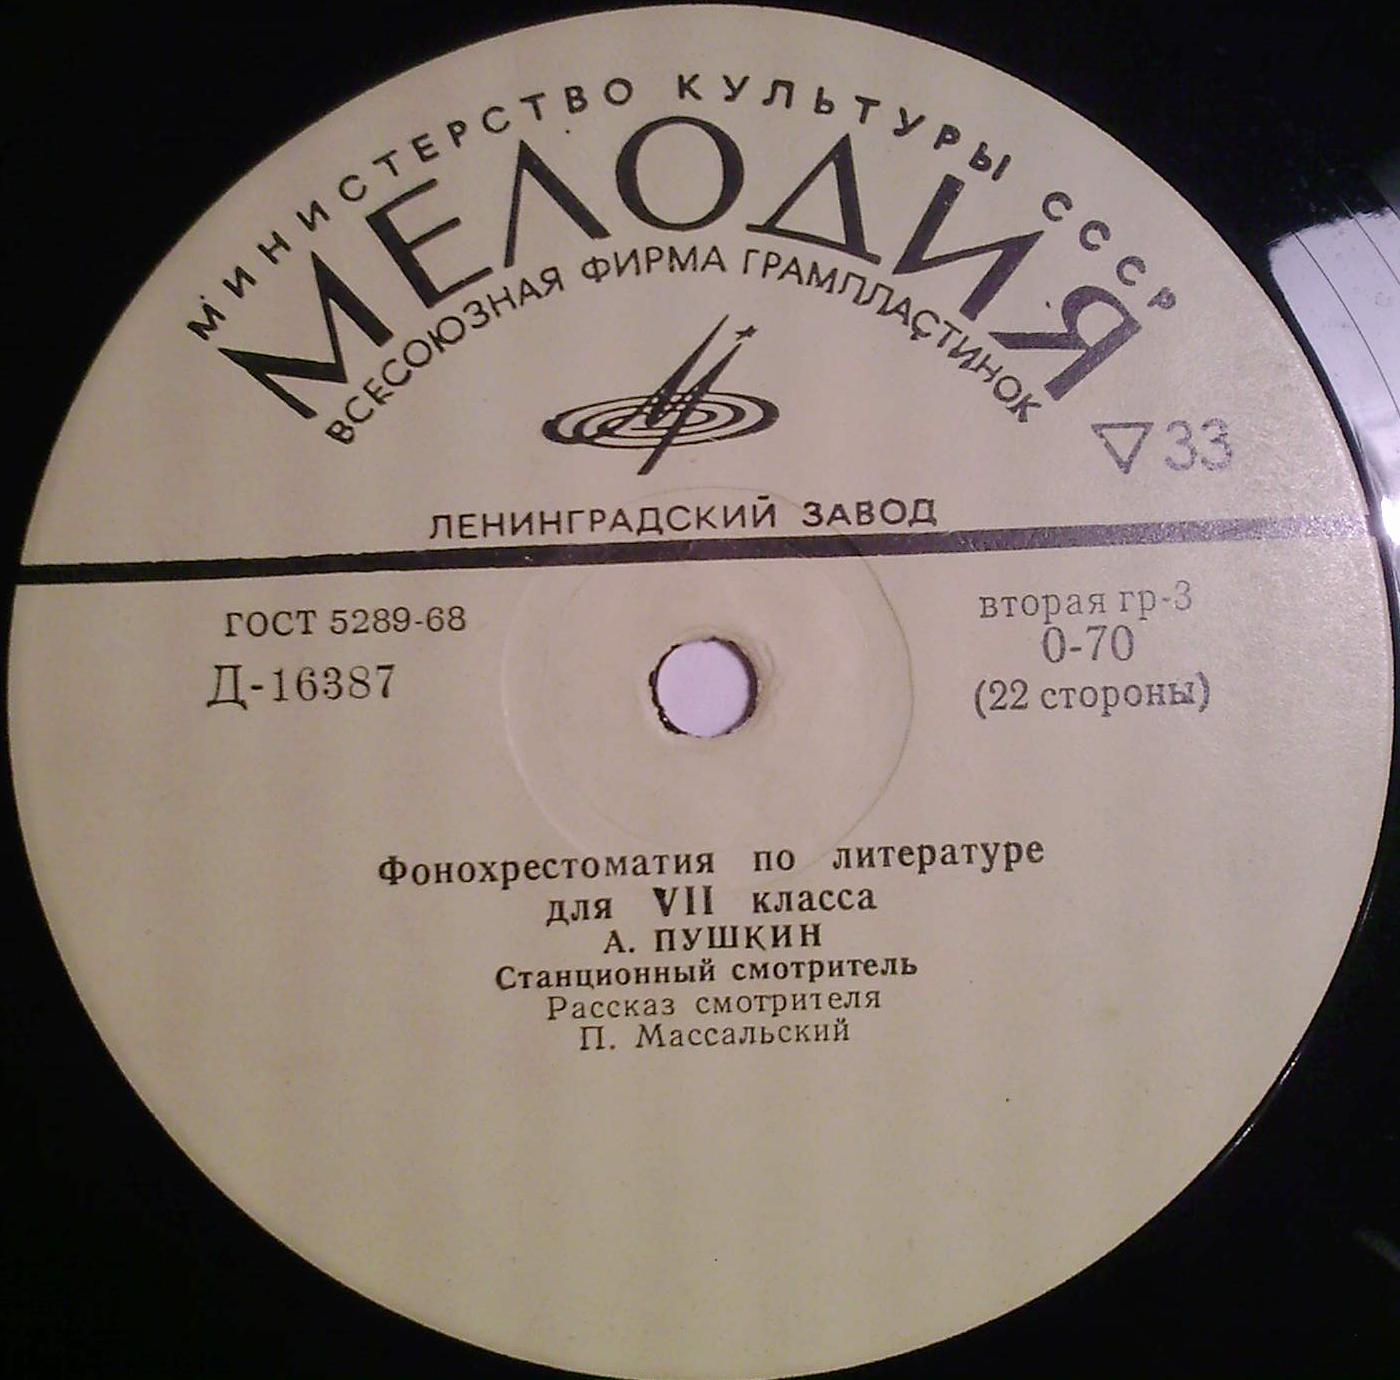 МИНИСТЕРСТВО КУЛЬТУРЫ СССР
МЕЛОДИЯ
ВСЕСОЮЗНАЯ ФИРМА ГРАМПЛАСТИНОК
▽33
ЛЕНИНГРАДСКИЙ ЗАВОД
ГОСТ 5289-68
Д-16387
вторая гр-3
0-70
(22 стороны)
Фонохрестоматия по литературе
для VII класса
А. ПУШКИН
Станционный смотритель
Рассказ смотрителя
П. Массальский